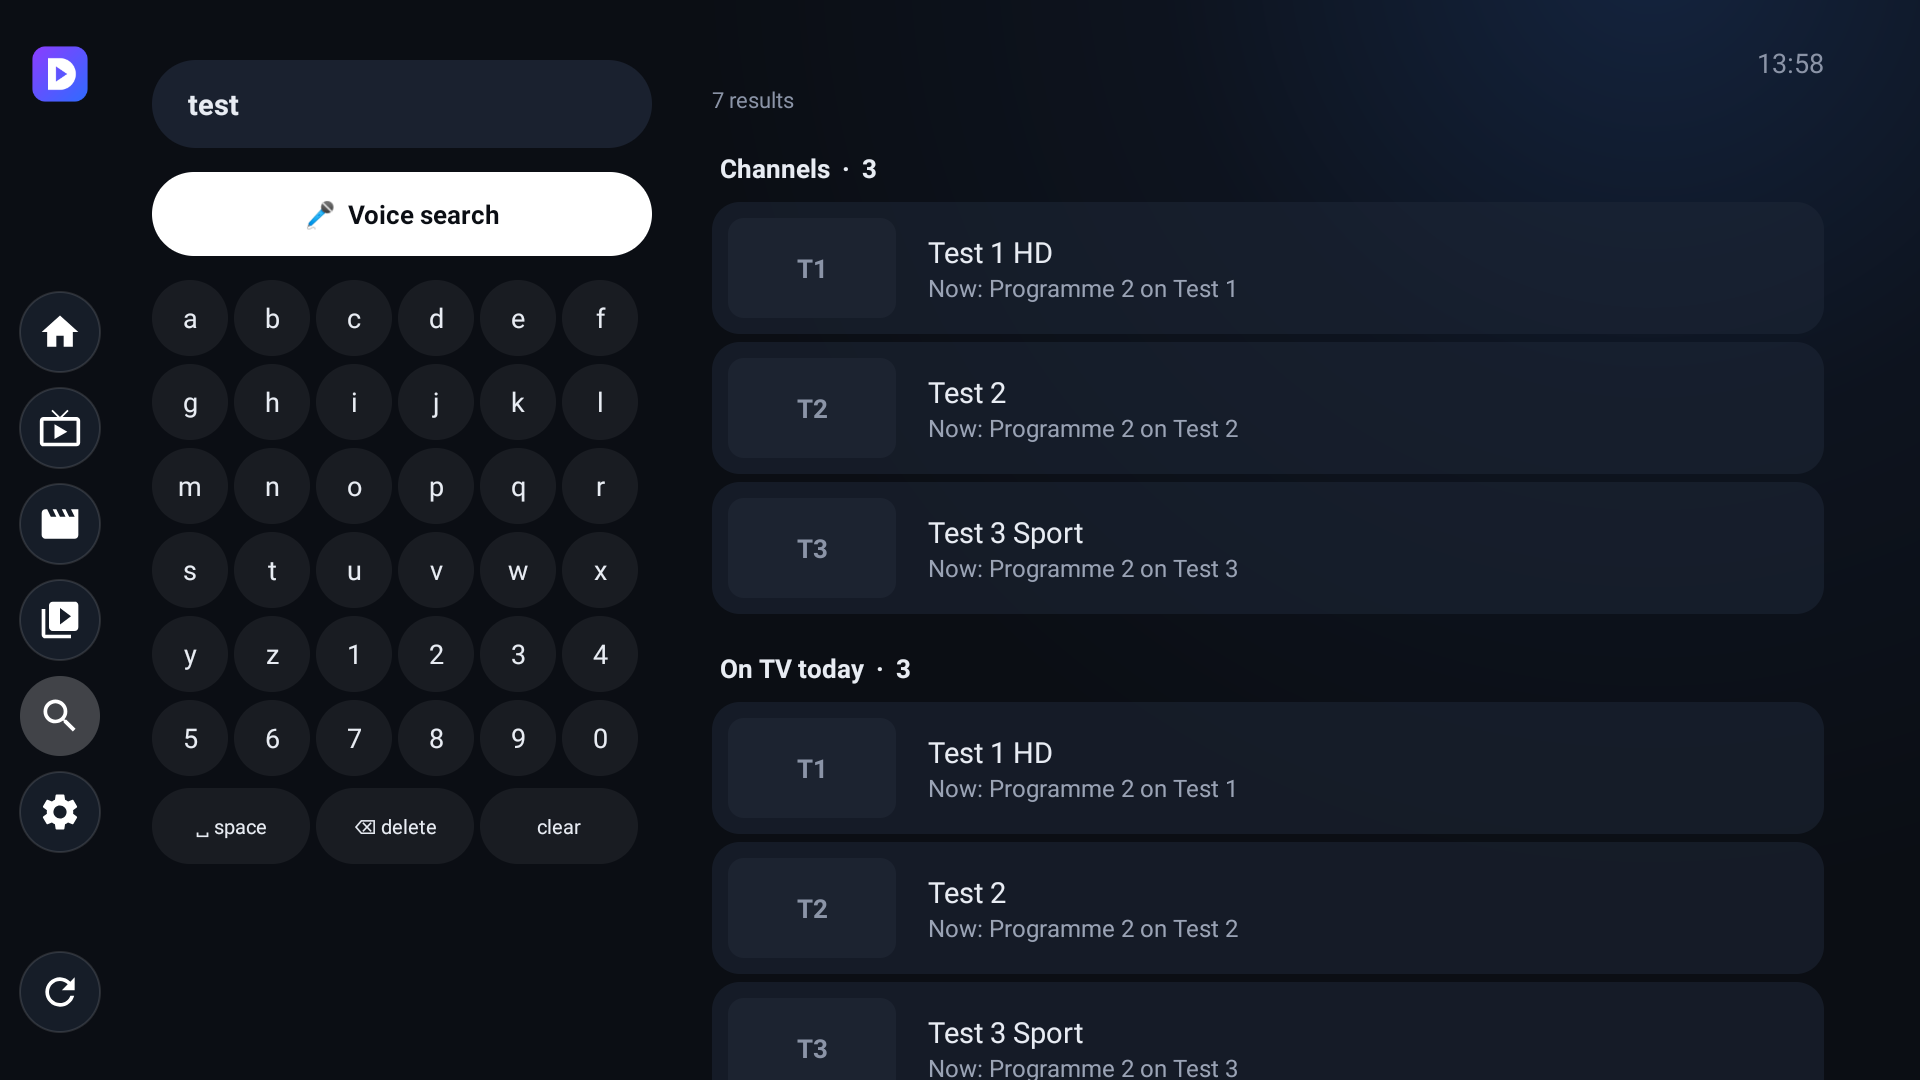 13:58
test
Voice search
a b c d e f
g h i j k l
m n o p q r
s t u v w x
y z 1 2 3 4
5 6 7 8 9 0
␣ space ⌫ delete clear
7 results
Channels · 3
T1
Test 1 HD
Now: Programme 2 on Test 1
T2
Test 2
Now: Programme 2 on Test 2
T3
Test 3 Sport
Now: Programme 2 on Test 3
On TV today · 3
T1
Test 1 HD
Now: Programme 2 on Test 1
T2
Test 2
Now: Programme 2 on Test 2
T3
Test 3 Sport
Now: Programme 2 on Test 3